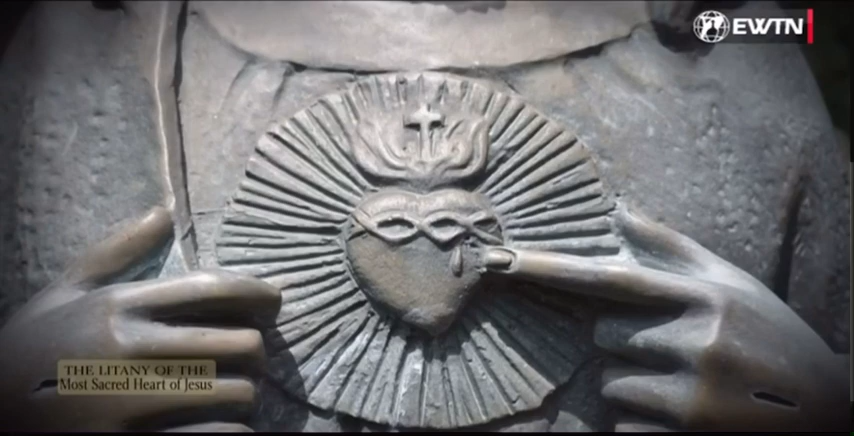 EWTN
THE LITANY OF THE
Most Sacred Heart of Jesus